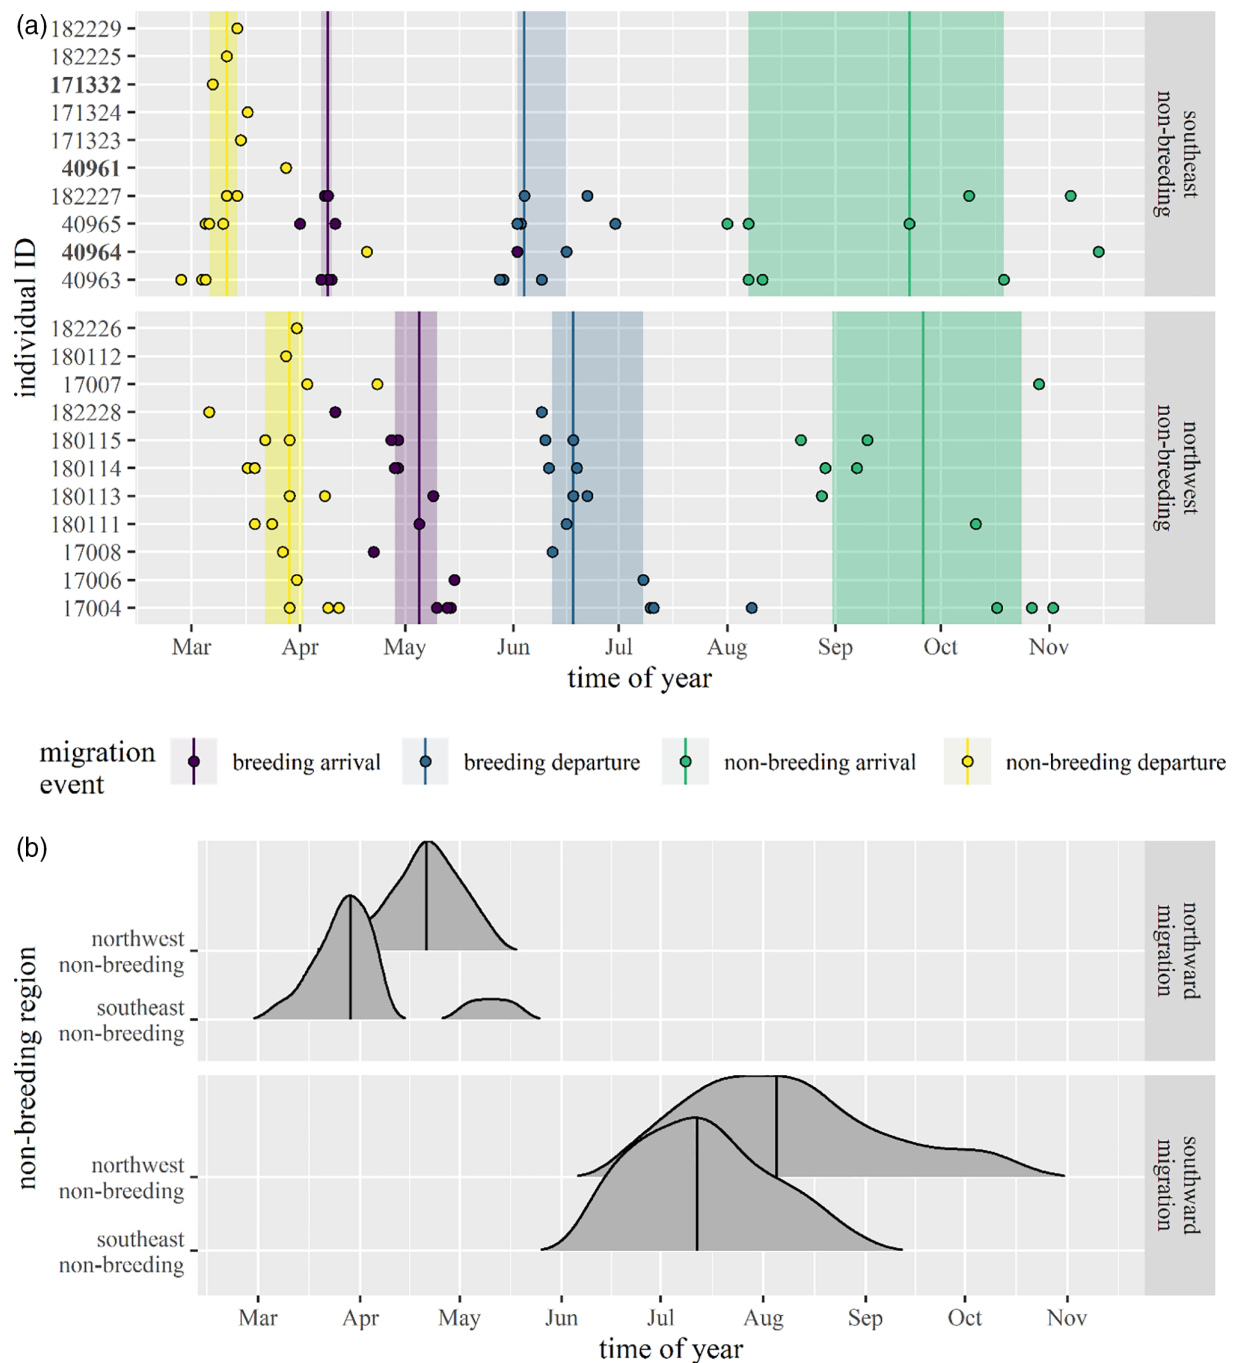 (a)
182229
182225
171332
171324
171323
40961
182227
40965
40964
40963
southeast
non-breeding
individual ID
182226
180112
17007
182228
180115
180114
180113
180111
17008
17006
17004
northwest
non-breeding
Mar Apr May Jun Jul Aug Sep Oct Nov
time of year
migration
event
breeding arrival
breeding departure
non-breeding arrival
non-breeding departure
(b)
non-breeding region
northwest
non-breeding
southeast
non-breeding
northward
migration
northwest
non-breeding
southeast
non-breeding
southward
migration
Mar Apr May Jun Jul Aug Sep Oct Nov
time of year